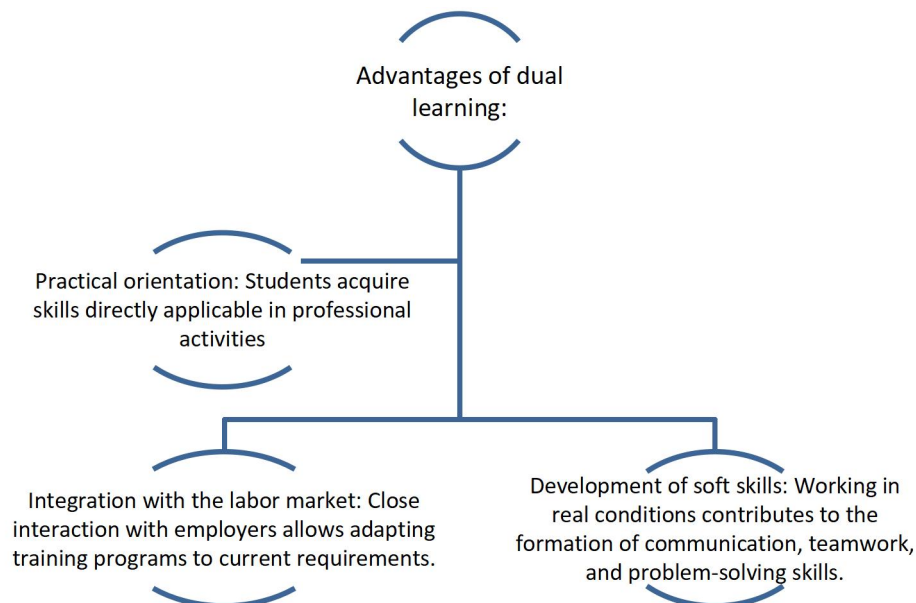 Advantages of dual
learning:
Practical orientation: Students acquire
skills directly applicable in professional
activities
Integration with the labor market: Close
interaction with employers allows adapting
training programs to current requirements.
Development of soft skills: Working in
real conditions contributes to the
formation of communication, teamwork,
and problem-solving skills.